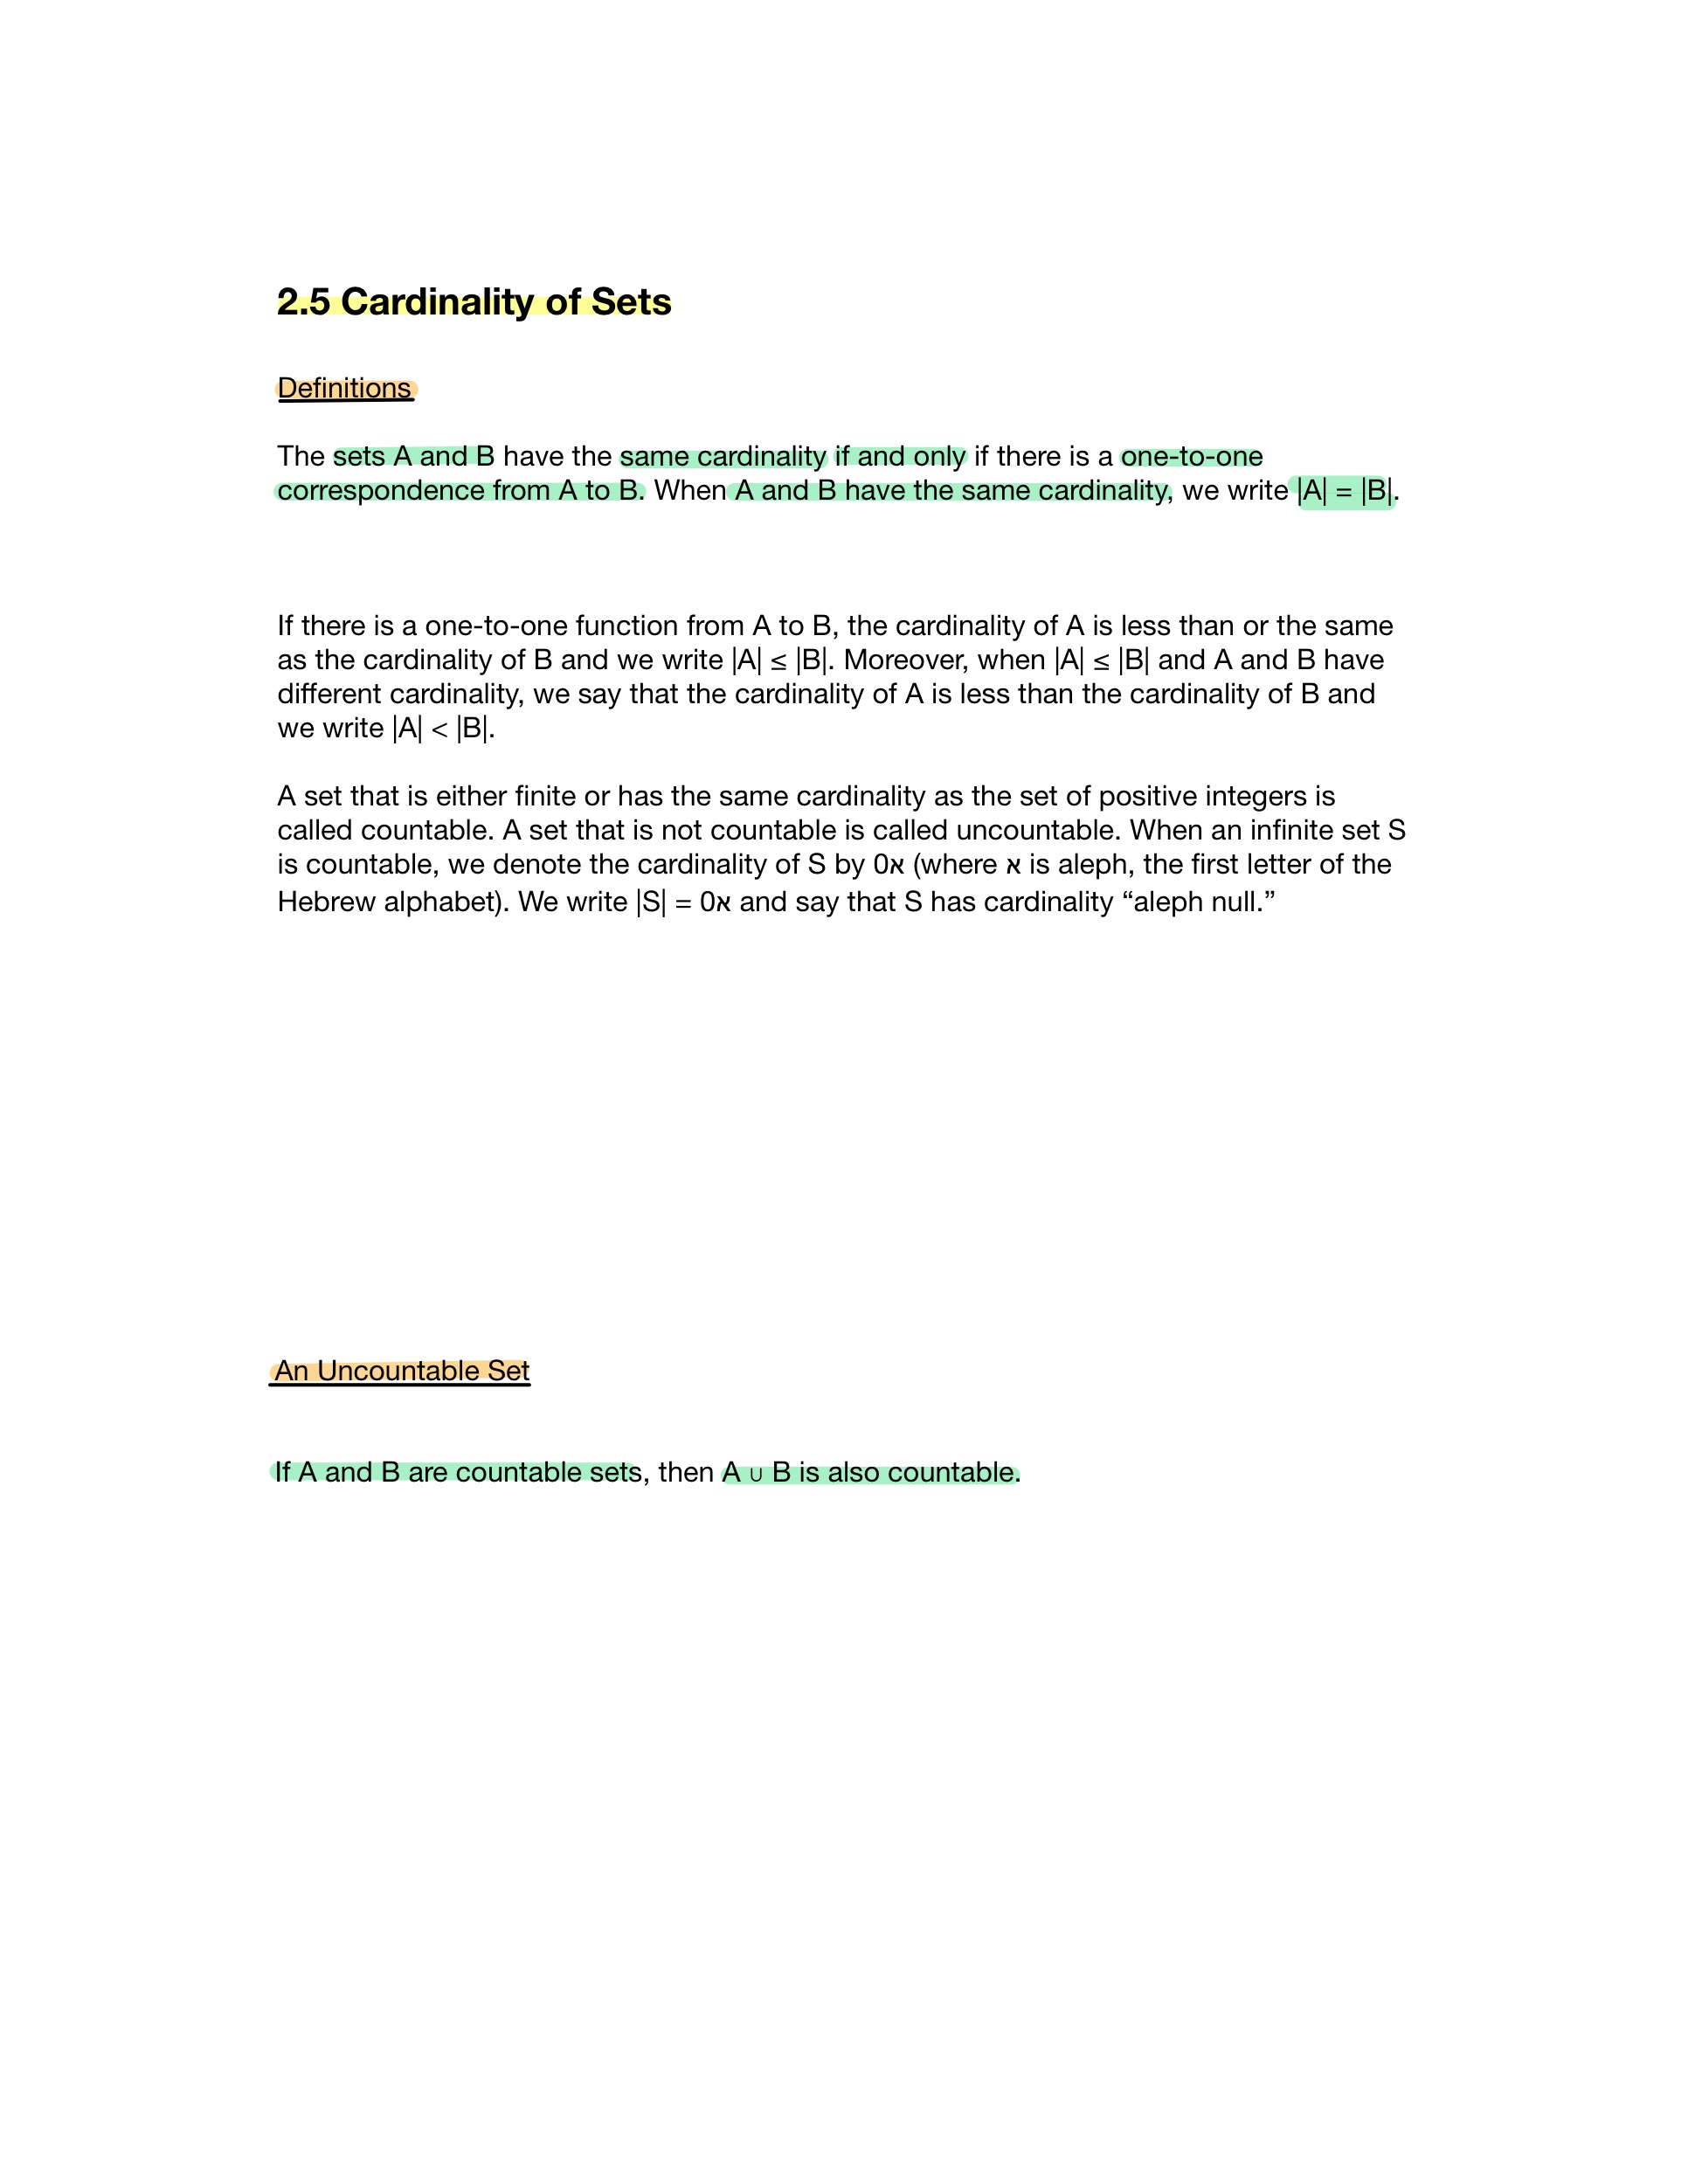 2.5 Cardinality of Sets
Definitions
The sets A and B have the same cardinality if and only if there is a one-to-one
correspondence from A to B. When A and B have the same cardinality, we write |A| = |B|.
If there is a one-to-one function from A to B, the cardinality of A is less than or the same
as the cardinality of B and we write |A| ≤ |B|. Moreover, when |A| ≤ |B| and A and B have
different cardinality, we say that the cardinality of A is less than the cardinality of B and
we write |A| < |B|.
A set that is either finite or has the same cardinality as the set of positive integers is
called countable. A set that is not countable is called uncountable. When an infinite set S
is countable, we denote the cardinality of S by 0א (where א is aleph, the first letter of the
Hebrew alphabet). We write |S| = 0א and say that S has cardinality “aleph null.”
An Uncountable Set
If A and B are countable sets, then A ∪ B is also countable.